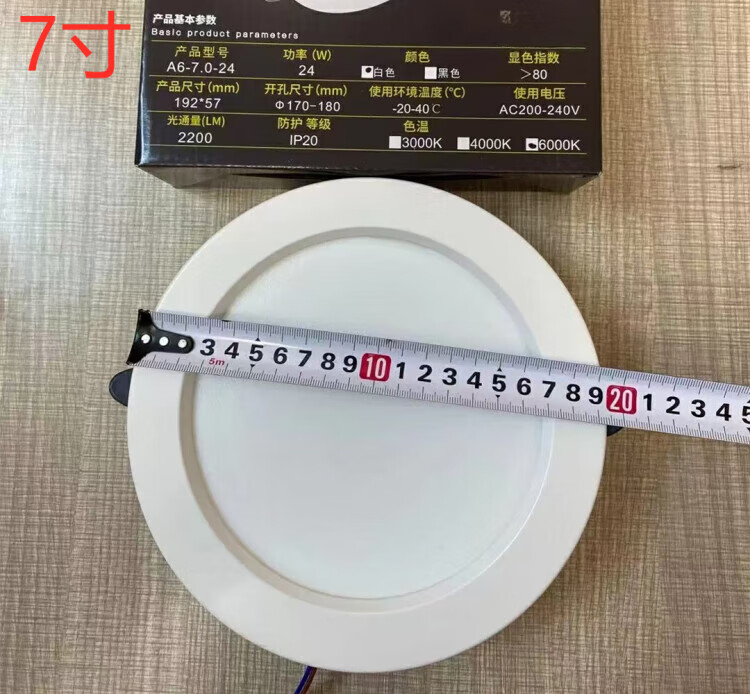 7寸
产品基本参数
Basic product parameters
产品型号 功率 (W) 颜色 显色指数
A6-7.0-24 24 白色 黑色 >80
产品尺寸(mm) 开孔尺寸(mm) 使用环境温度(℃) 使用电压
192*57 Φ170-180 -20-40℃ AC200-240V
光通量(LM) 防护 等级 色温
2200 IP20 3000K 4000K 6000K
3 4 5 6 7 8 9 10 1 2 3 4 5 6 7 8 9 20 1 2 3 4 5
5m